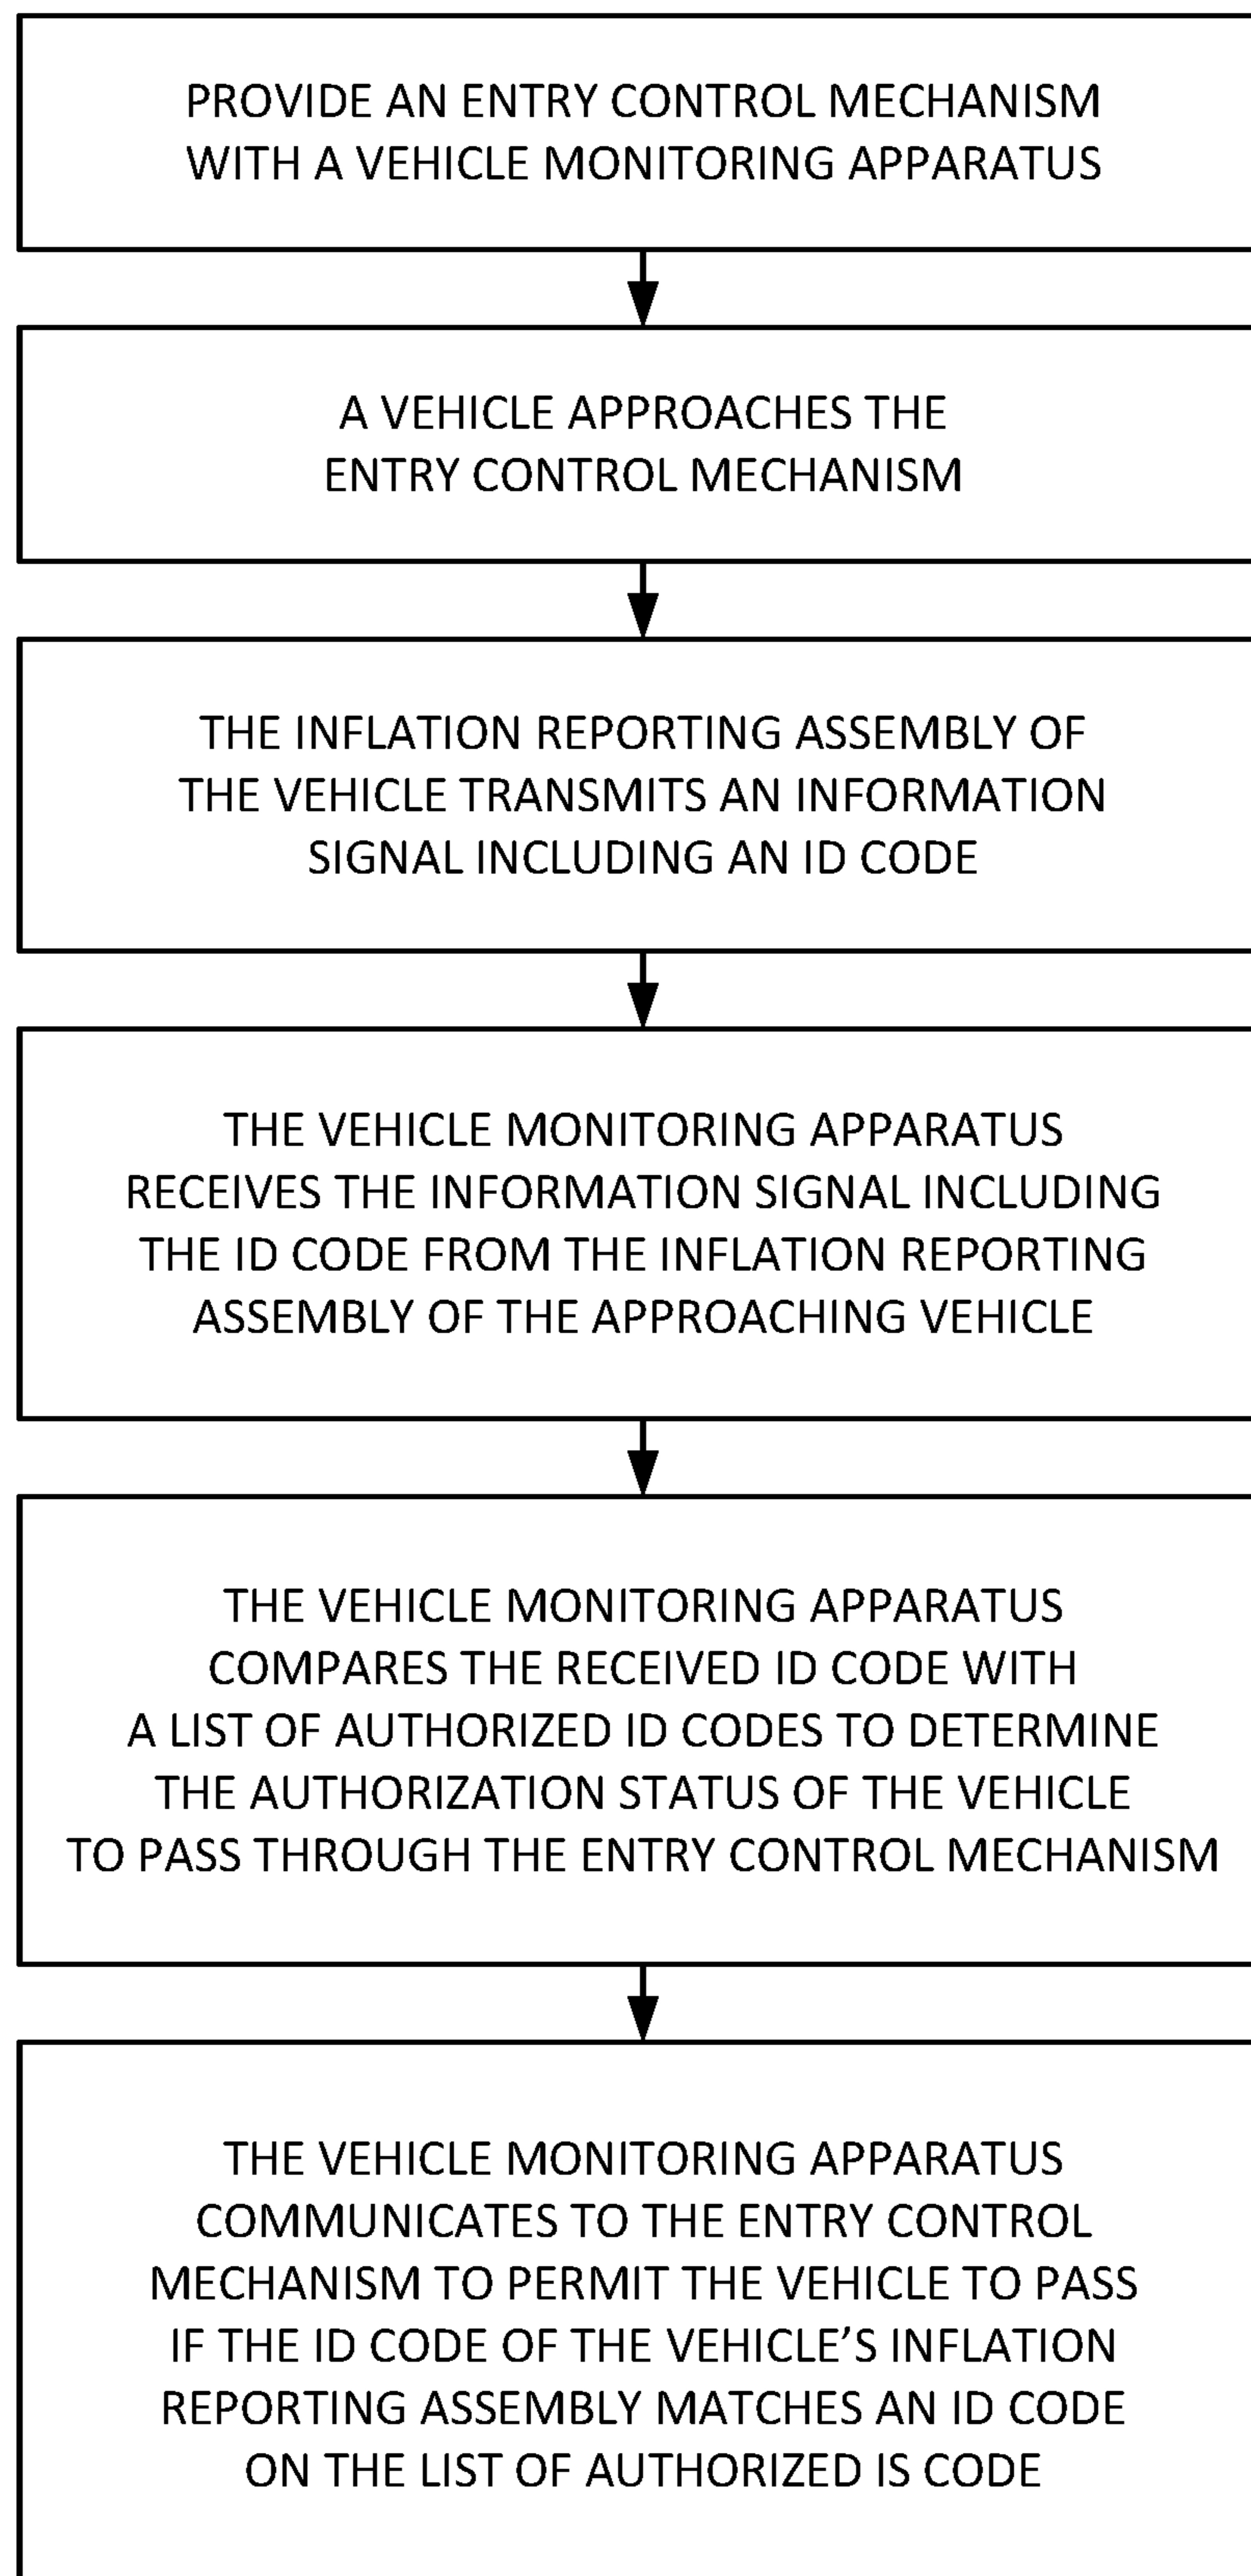 PROVIDE AN ENTRY CONTROL MECHANISM
WITH A VEHICLE MONITORING APPARATUS
A VEHICLE APPROACHES THE
ENTRY CONTROL MECHANISM
THE INFLATION REPORTING ASSEMBLY OF
THE VEHICLE TRANSMITS AN INFORMATION
SIGNAL INCLUDING AN ID CODE
THE VEHICLE MONITORING APPARATUS
RECEIVES THE INFORMATION SIGNAL INCLUDING
THE ID CODE FROM THE INFLATION REPORTING
ASSEMBLY OF THE APPROACHING VEHICLE
THE VEHICLE MONITORING APPARATUS
COMPARES THE RECEIVED ID CODE WITH
A LIST OF AUTHORIZED ID CODES TO DETERMINE
THE AUTHORIZATION STATUS OF THE VEHICLE
TO PASS THROUGH THE ENTRY CONTROL MECHANISM
THE VEHICLE MONITORING APPARATUS
COMMUNICATES TO THE ENTRY CONTROL
MECHANISM TO PERMIT THE VEHICLE TO PASS
IF THE ID CODE OF THE VEHICLE’S INFLATION
REPORTING ASSEMBLY MATCHES AN ID CODE
ON THE LIST OF AUTHORIZED IS CODE